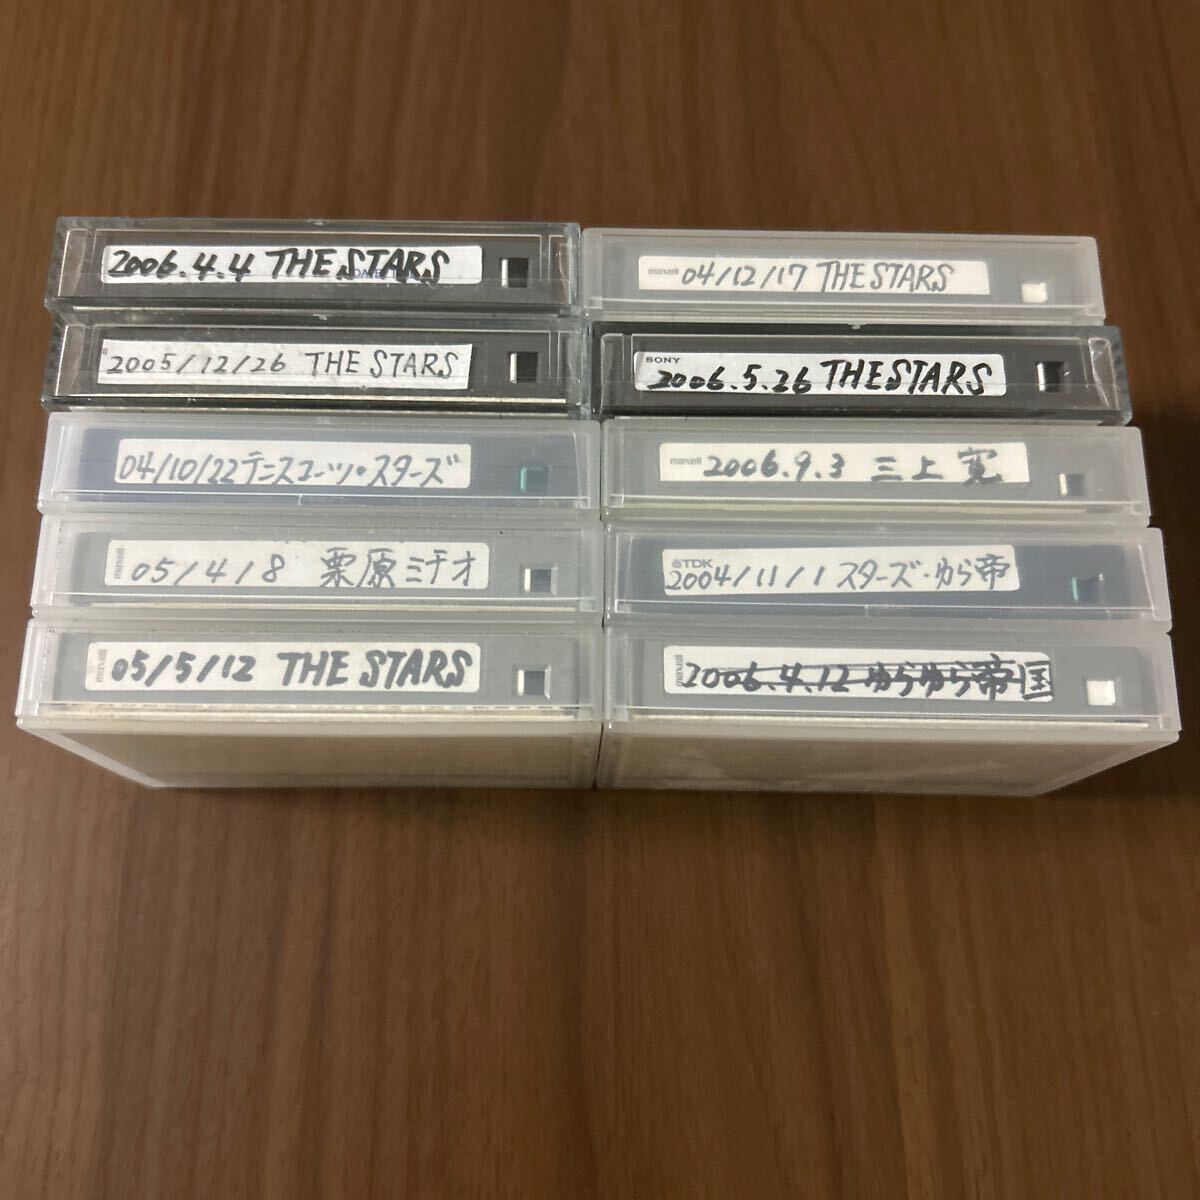 2006.4.4 THE STARS
2005/12/26 THE STARS
04/10/22 テニスコーツ・スターズ
maxell
05/4/8 栗原ミチオ
maxell
05/5/12 THE STARS
maxell
04/12/17 THE STARS
SONY
2006.5.26 THE STARS
maxell
2006.9.3 三上寛
TDK
2004/11/1 スターズ・ゆら帝
maxell
2006.4.12 ゆらゆら帝国